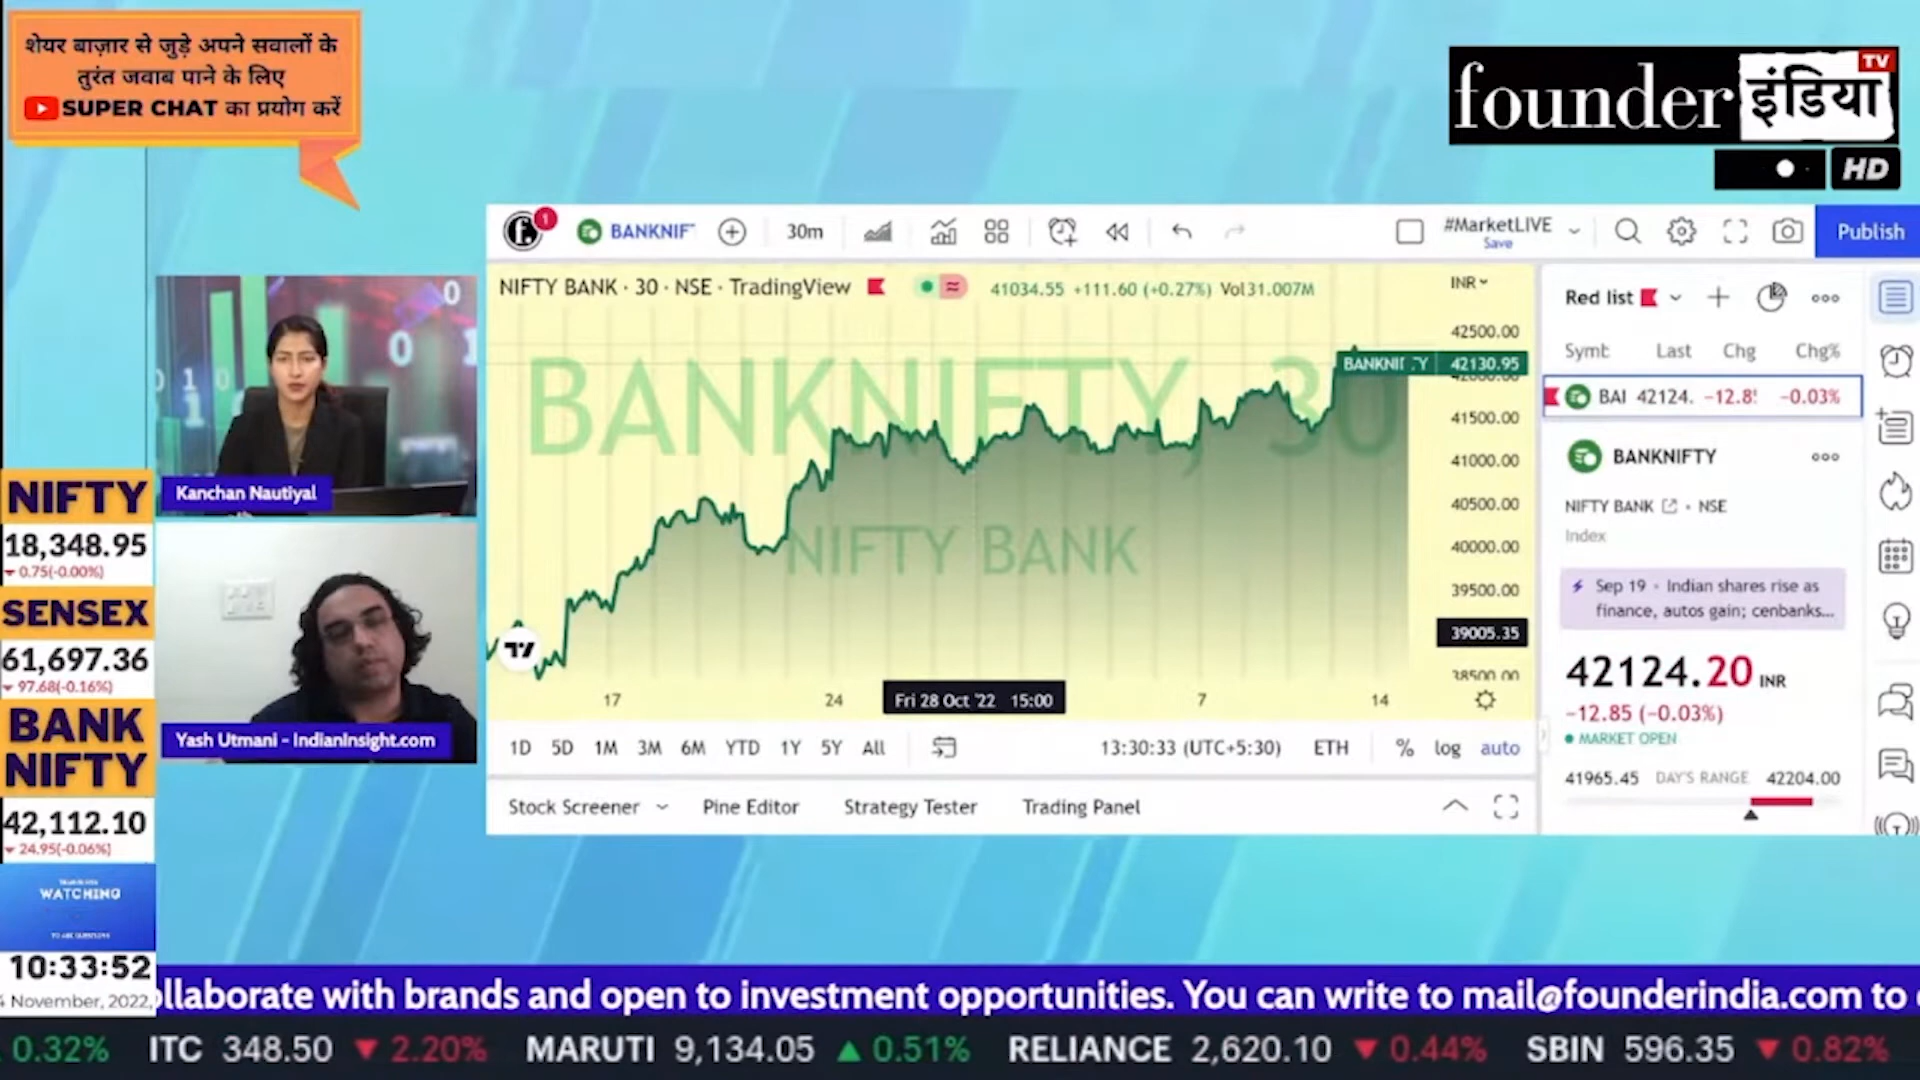 शेयर बाज़ार से जुड़े अपने सवालों के
तुरंत जवाब पाने के लिए
SUPER CHAT का प्रयोग करें
founder इंडिया TV
HD
f. 1
BANKNIF
30m
#MarketLIVE
Save
Publish
NIFTY BANK · 30 · NSE · TradingView
41034.55 +111.60 (+0.27%) Vol31.007M
INR
BANKNIFTY, 30
NIFTY BANK
42500.00
42130.95
42000.00
41500.00
41000.00
40500.00
40000.00
39500.00
39005.35
38500.00
17
24
Fri 28 Oct '22 15:00
7
14
1D 5D 1M 3M 6M YTD 1Y 5Y All
13:30:33 (UTC+5:30) ETH % log auto
Stock Screener Pine Editor Strategy Tester Trading Panel
Red list
Last Chg Chg%
BAI 42124. −12.8 −0.03%
BANKNIFTY
NIFTY BANK · NSE
Index
Sep 19 · Indian shares rise as
finance, autos gain; cenbanks...
42124.20 INR
−12.85 (−0.03%)
MARKET OPEN
41965.45 DAY'S RANGE 42204.00
Kanchan Nautiyal
Yash Utmani - IndianInsight.com
NIFTY
18,348.95
0.75(-0.00%)
SENSEX
61,697.36
97.68(-0.16%)
BANK
NIFTY
42,112.10
24.95(-0.06%)
WATCHING
TO ASK QUESTIONS
10:33:52
4 November, 2022,
ollaborate with brands and open to investment opportunities. You can write to mail@founderindia.com to
0.32% ITC 348.50 ▼ 2.20% MARUTI 9,134.05 ▲ 0.51% RELIANCE 2,620.10 ▼ 0.44% SBIN 596.35 ▼ 0.82%